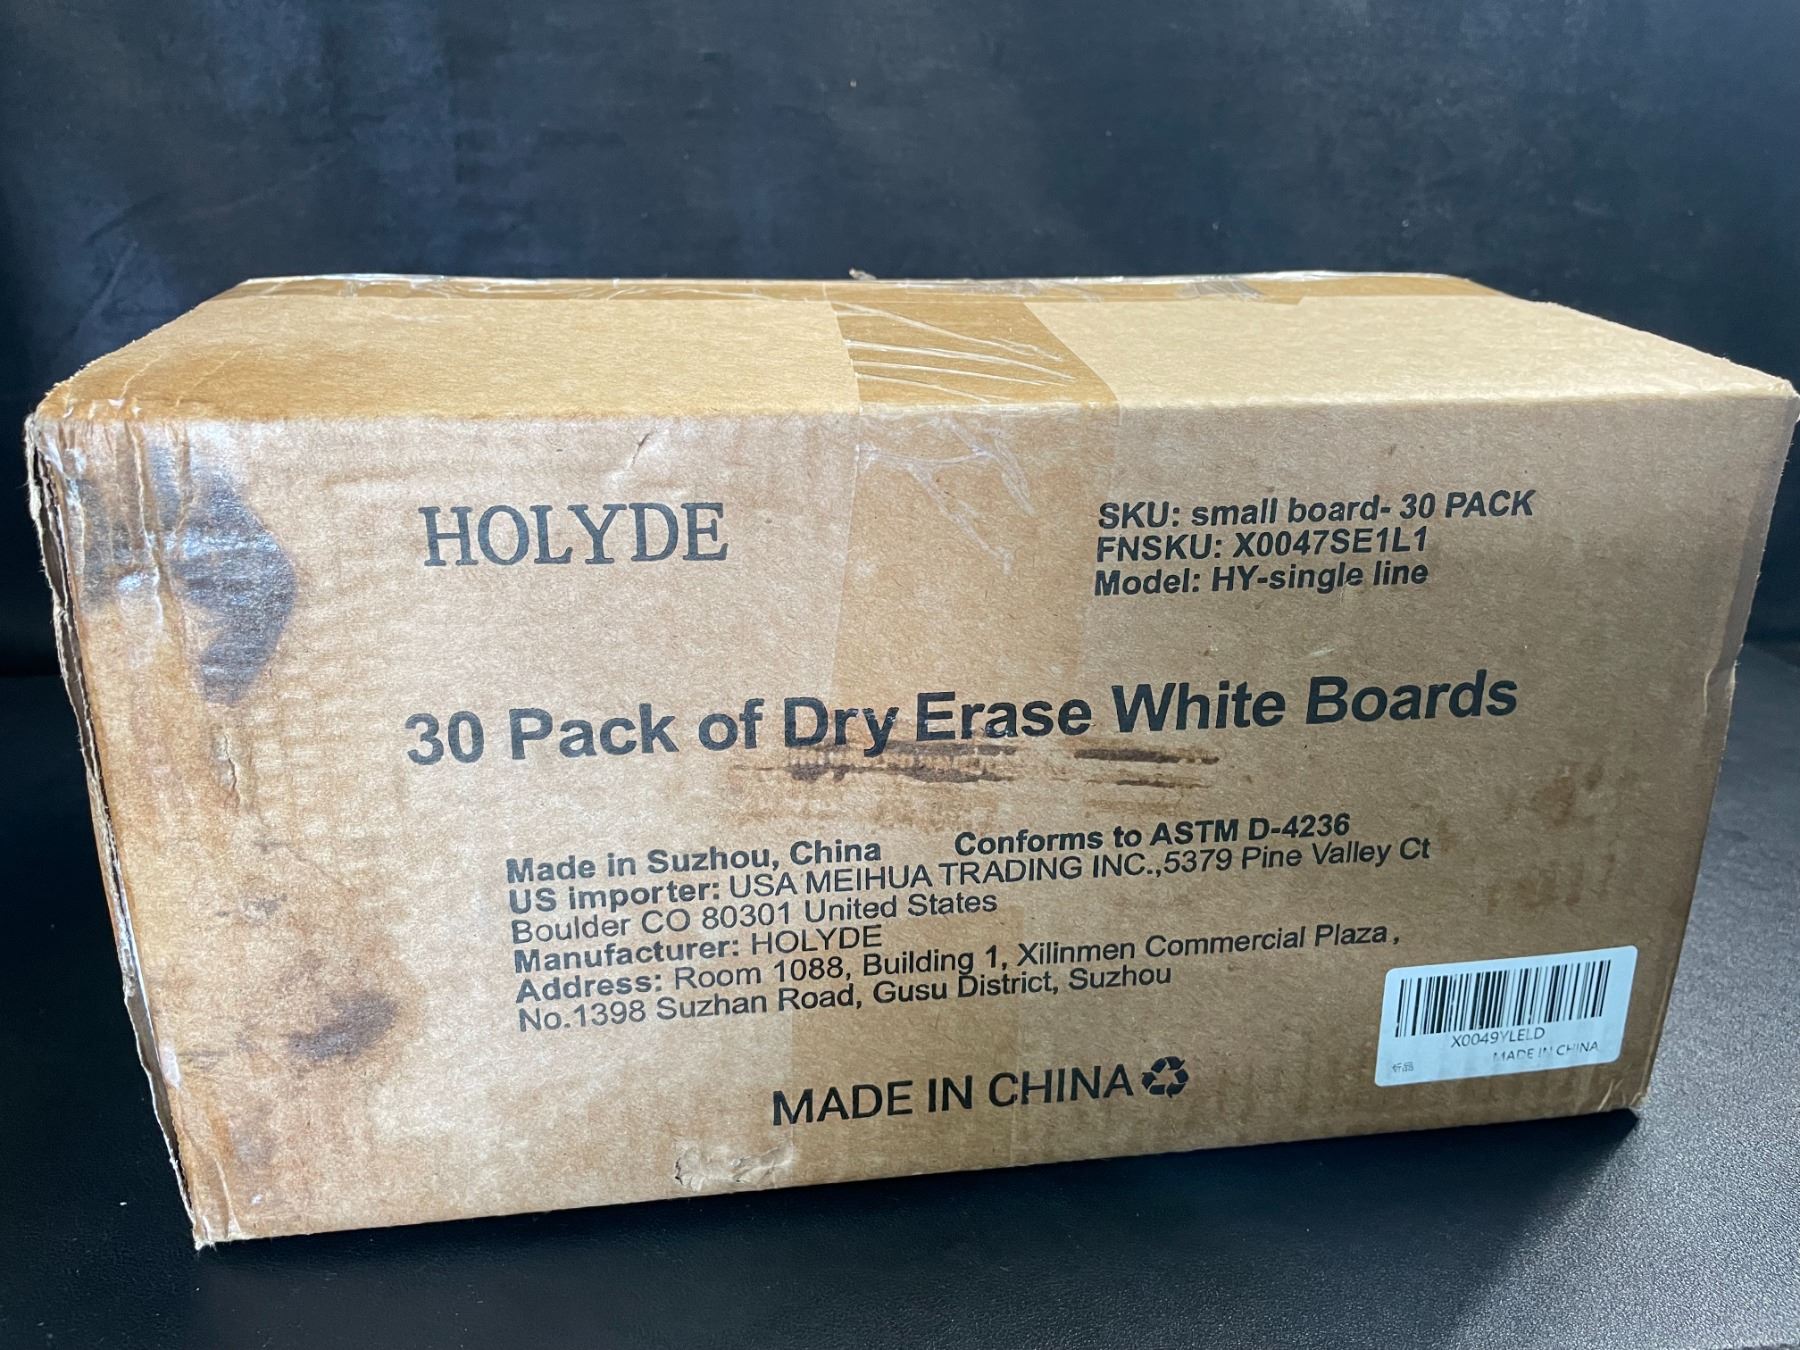 HOLYDE
SKU: small board- 30 PACK
FNSKU: X0047SE1L1
Model: HY-single line
30 Pack of Dry Erase White Boards
Made in Suzhou, China Conforms to ASTM D-4236
US importer: USA MEIHUA TRADING INC.,5379 Pine Valley Ct
Boulder CO 80301 United States
Manufacturer: HOLYDE
Address: Room 1088, Building 1, Xilinmen Commercial Plaza,
No.1398 Suzhan Road, Gusu District, Suzhou
MADE IN CHINA
X0049YLELD
MADE IN CHINA